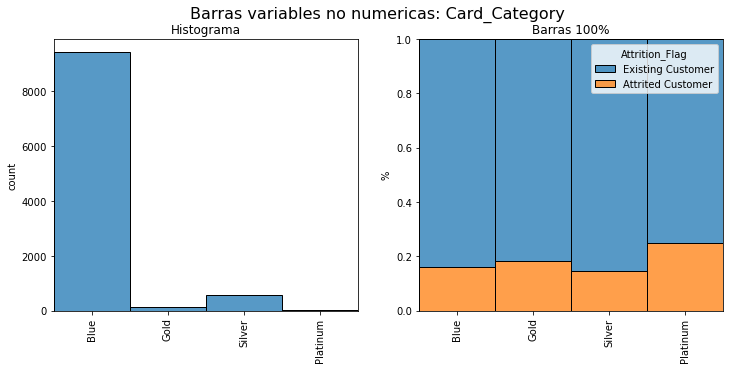 Barras variables no numericas: Card_Category
Histograma
count
8000
6000
4000
2000
0
Blue
Gold
Silver
Platinum
Barras 100%
Attrition_Flag
Existing Customer
Attrited Customer
%
1.0
0.8
0.6
0.4
0.2
0.0
Blue
Gold
Silver
Platinum